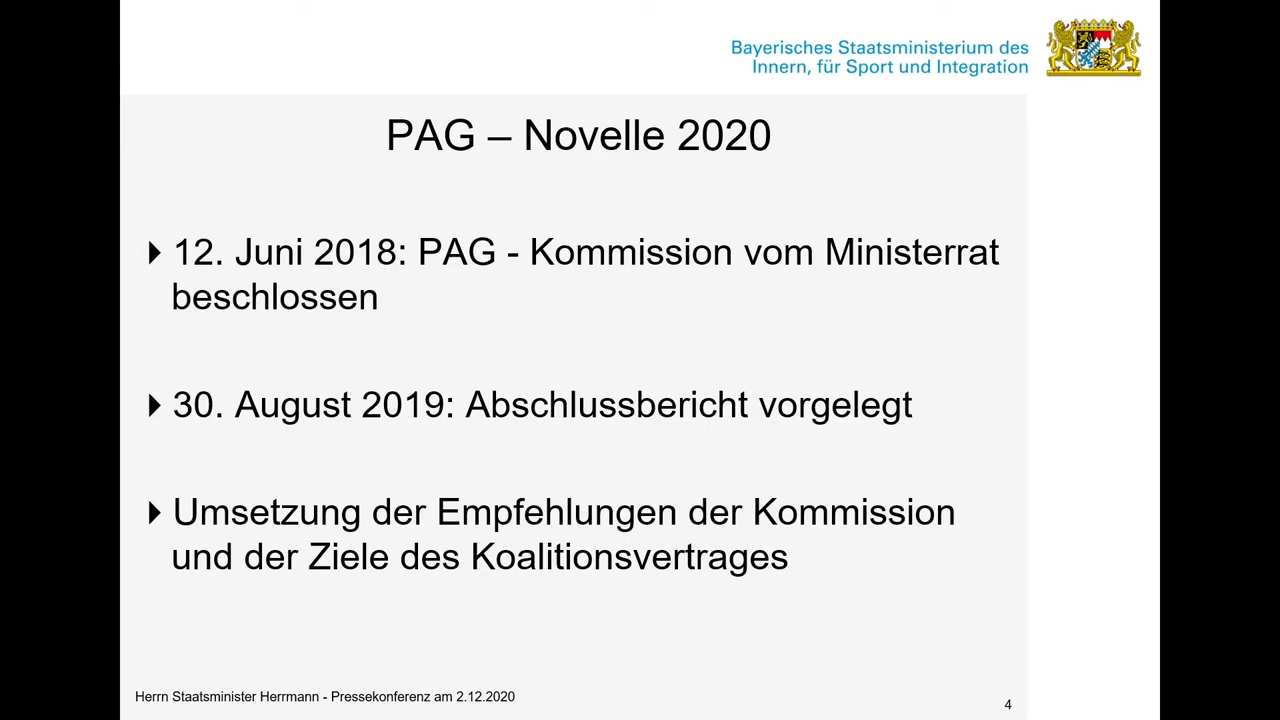 Bayerisches Staatsministerium des
Innern, für Sport und Integration
PAG – Novelle 2020
12. Juni 2018: PAG - Kommission vom Ministerrat
beschlossen
30. August 2019: Abschlussbericht vorgelegt
Umsetzung der Empfehlungen der Kommission
und der Ziele des Koalitionsvertrages
Herrn Staatsminister Herrmann - Pressekonferenz am 2.12.2020
4